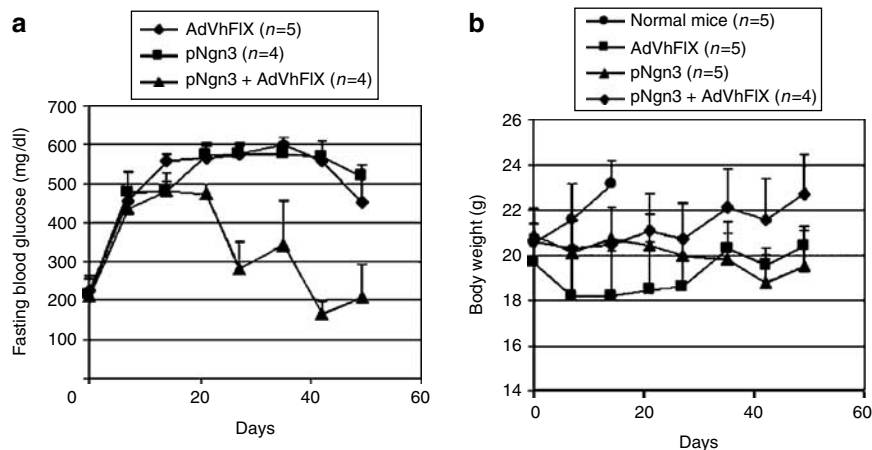 a
AdVhFIX (n=5)
pNgn3 (n=4)
pNgn3 + AdVhFIX (n=4)
700
600
500
400
300
200
100
0
20
40
60
Fasting blood glucose (mg/dl)
Days
b
Normal mice (n=5)
AdVhFIX (n=5)
pNgn3 (n=5)
pNgn3 + AdVhFIX (n=4)
26
24
22
20
18
16
14
0
20
40
60
Body weight (g)
Days